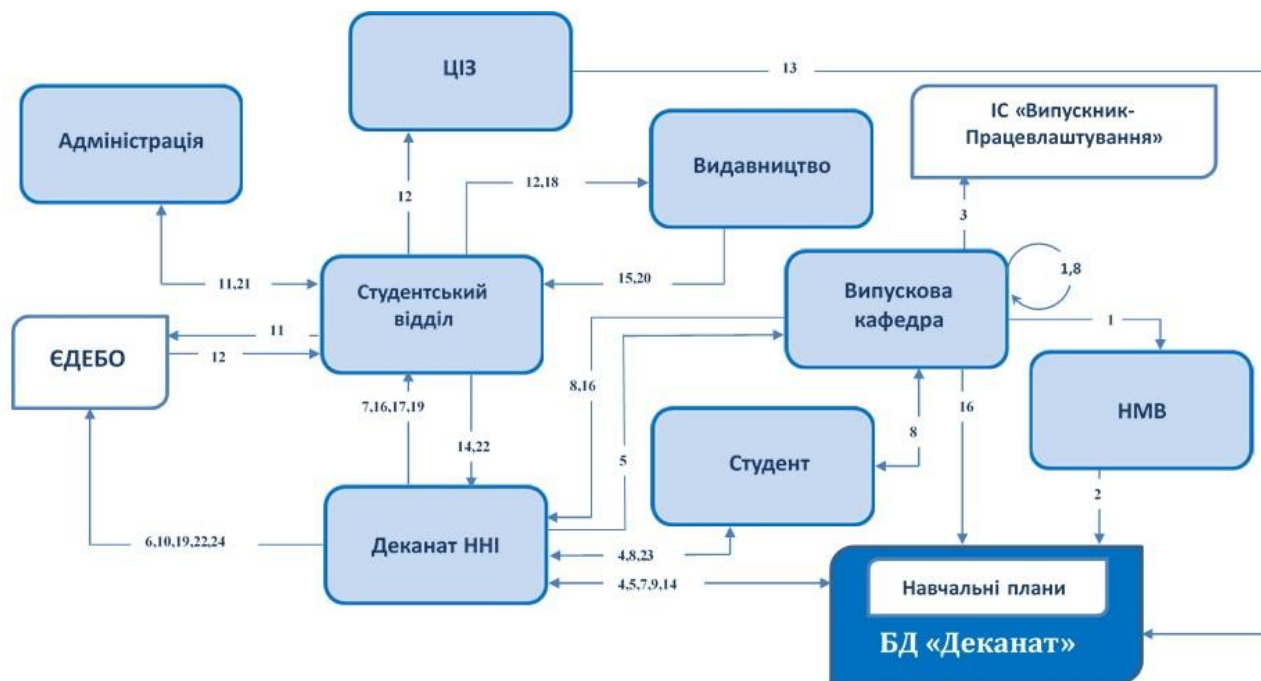 ЦІЗ
13
ІС «Випускник-
Працевлаштування»
Адміністрація
Видавництво
12
12,18
3
11,21
Студентський
відділ
15,20
Випускова
кафедра
1,8
11
1
ЄДЕБО
12
7,16,17,19
8,16
16
НМВ
14,22
5
Студент
8
2
6,10,19,22,24
Деканат ННІ
4,8,23
4,5,7,9,14
Навчальні плани
БД «Деканат»